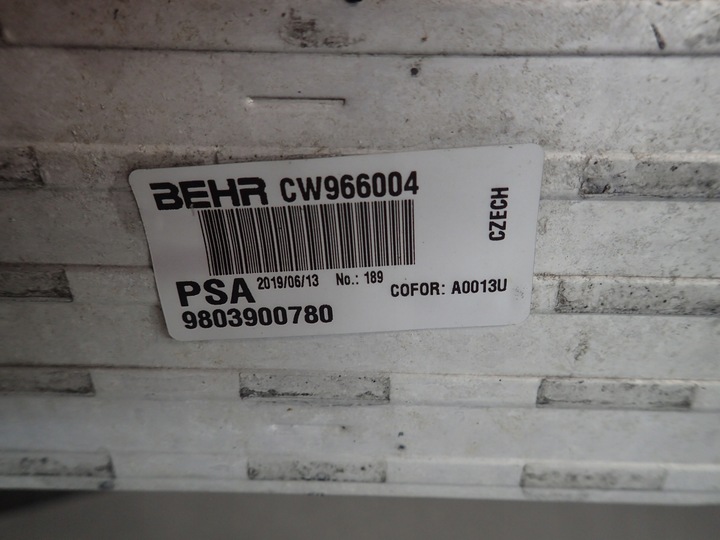 BEHR CW966004
CZECH
PSA 2019/06/13 No.: 189 COFOR: A0013U
9803900780